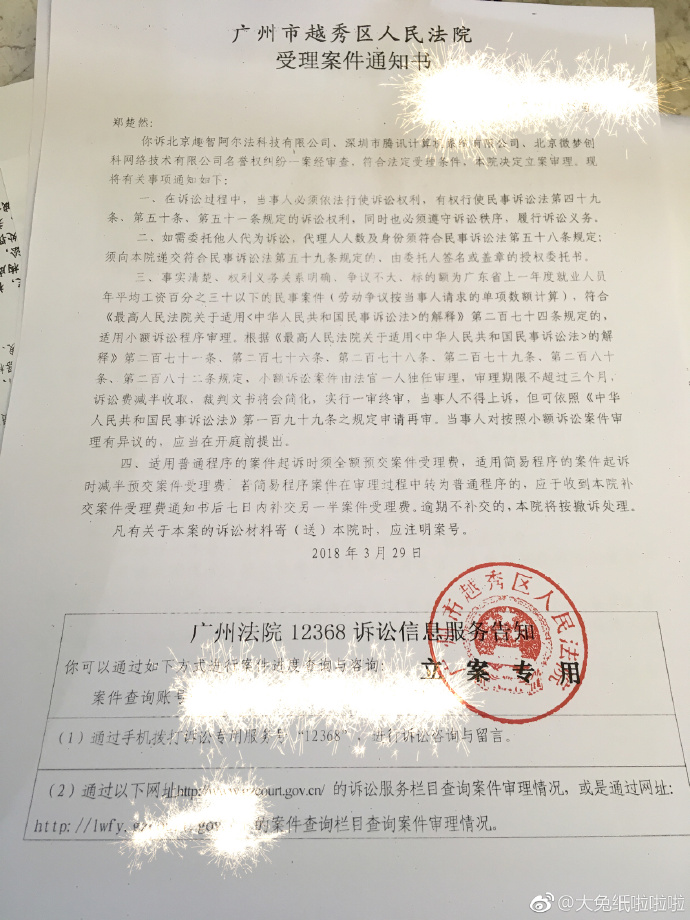 广州市越秀区人民法院
受理案件通知书
郑楚然:
你诉北京趣智阿尔法科技有限公司、深圳市腾讯计算机系统有限公司、北京微梦创
科网络技术有限公司名誉权纠纷一案经审查,符合法定受理条件,本院决定立案审理。现
将有关事项通知如下:
一、在诉讼过程中,当事人必须依法行使诉讼权利,有权行使民事诉讼法第四十九
条、第五十条、第五十一条规定的诉讼权利,同时也必须遵守诉讼秩序,履行诉讼义务。
二、如需委托他人代为诉讼,代理人人数及身份须符合民事诉讼法第五十八条规定;
须向本院递交符合民事诉讼法第五十九条规定的、由委托人签名或盖章的授权委托书。
三、事实清楚、权利义务关系明确、争议不大、标的额为广东省上一年度就业人员
年平均工资百分之三十以下的民事案件(劳动争议按当事人请求的单项数额计算),符合
《最高人民法院关于适用<中华人民共和国民事诉讼法>的解释》第二百七十四条规定的,
适用小额诉讼程序审理。根据《最高人民法院关于适用<中华人民共和国民事诉讼法>的解
释》第二百七十一条、第二百七十六条、第二百七十八条、第二百七十九条、第二百八十
条、第二百八十二条规定,小额诉讼案件由法官一人独任审理,审理期限不超过三个月,
诉讼费减半收取,裁判文书将会简化,实行一审终审,当事人不得上诉,但可依照《中华
人民共和国民事诉讼法》第一百九十九条之规定申请再审。当事人对按照小额诉讼案件审
理有异议的,应当在开庭前提出。
四、适用普通程序的案件起诉时须全额预交案件受理费,适用简易程序的案件起诉
时减半预交案件受理费,若简易程序案件在审理过程中转为普通程序的,应于收到本院补
交案件受理费通知书后七日内补交另一半案件受理费。逾期不补交的,本院将按撤诉处理。
凡有关于本案的诉讼材料寄(送)本院时,应注明案号。
2018年3月29日
广州市越秀区人民法院
立案专用
广州法院12368诉讼信息服务告知
你可以通过如下方式进行案件进度查询与咨询:
案件查询账号
(1)通过手机拨打诉讼专用服务号“12368”,进行诉讼咨询与留言。
(2)通过以下网址http://court.gov.cn/的诉讼服务栏目查询案件审理情况,或是通过网址:
http://lwfy.g gov 的案件查询栏目查询案件审理情况。
@大兔纸啦啦啦